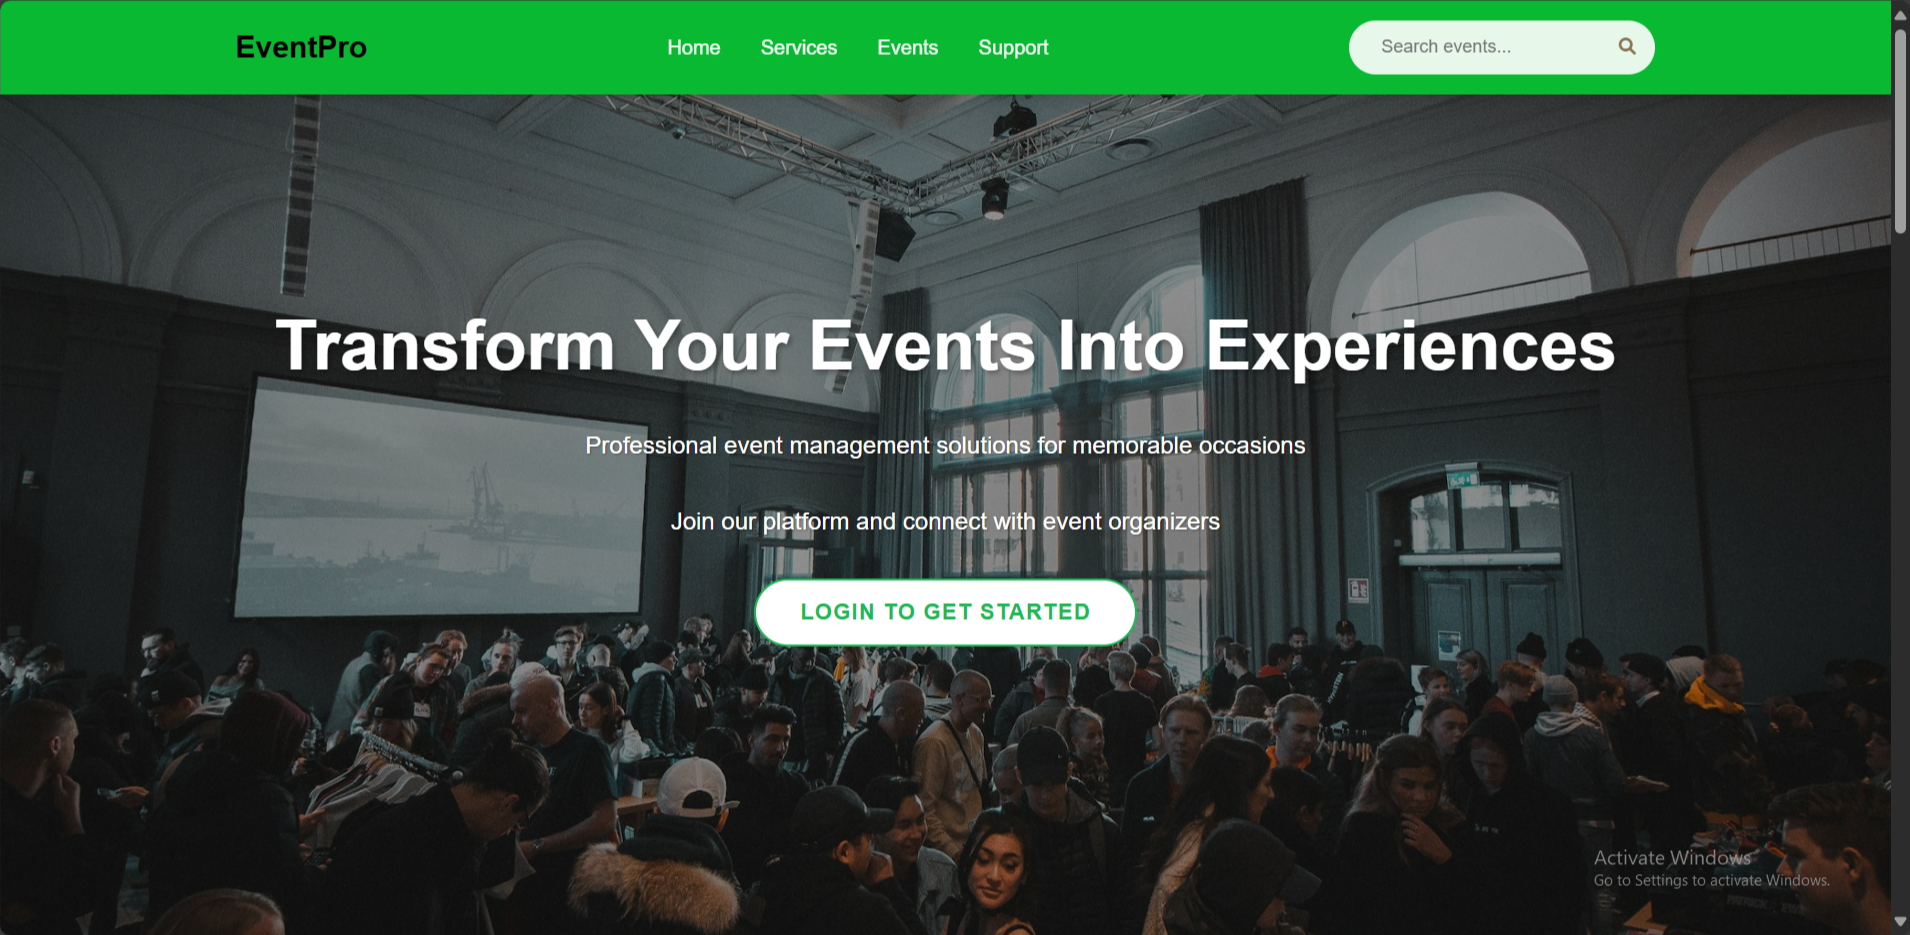 EventPro
Home
Services
Events
Support
Search events...
Transform Your Events Into Experiences
Professional event management solutions for memorable occasions
Join our platform and connect with event organizers
LOGIN TO GET STARTED
Activate Windows
Go to Settings to activate Windows.